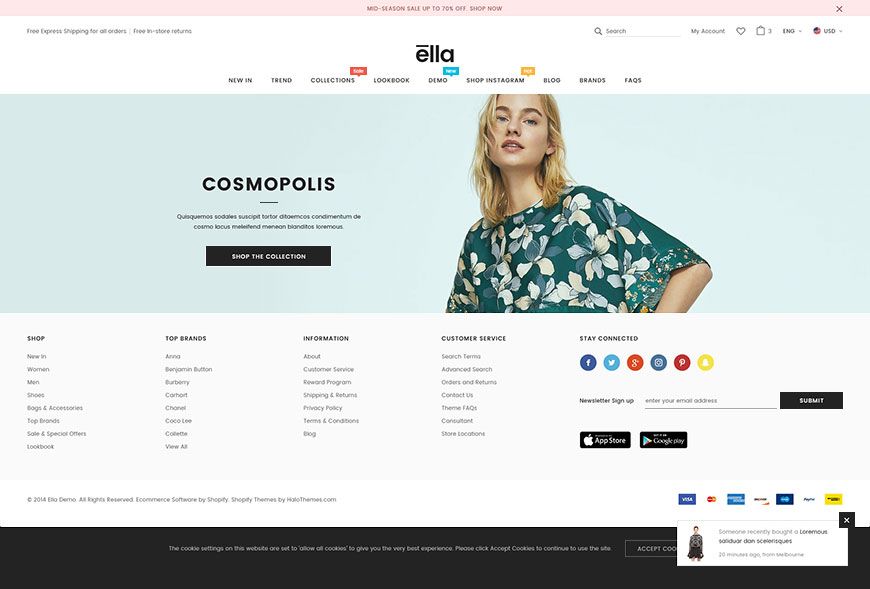 MID-SEASON SALE UP TO 70% OFF. SHOP NOW
Free Express Shipping for all orders | Free In-store returns
Search
My Account
3
ENG
USD
ella
Sale
New
Hot
NEW IN
TREND
COLLECTIONS
LOOKBOOK
DEMO
SHOP INSTAGRAM
BLOG
BRANDS
FAQS
COSMOPOLIS
Quisquemos sodales suscipit tortor ditaemcos condimentum de
cosmo lacus meleifend menean blanditos loremous.
SHOP THE COLLECTION
SHOP
New In
Women
Men
Shoes
Bags & Accessories
Top Brands
Sale & Special Offers
Lookbook
TOP BRANDS
Anna
Benjamin Button
Burberry
Carhart
Chanel
Coco Lee
Collette
View All
INFORMATION
About
Customer Service
Reward Program
Shipping & Returns
Privacy Policy
Terms & Conditions
Blog
CUSTOMER SERVICE
Search Terms
Advanced Search
Orders and Returns
Contact Us
Theme FAQs
Consultant
Store Locations
STAY CONNECTED
Newsletter Sign up
enter your email address
SUBMIT
App Store
GET IT ON
Google play
© 2014 Ella Demo. All Rights Reserved. Ecommerce Software by Shopify. Shopify Themes by HaloThemes.com
VISA
PayPal
The cookie settings on this website are set to 'allow all cookies' to give you the very best experience. Please click Accept Cookies to continue to use the site.
ACCEPT COO
Someone recently bought a Loremous
saliduar dan scelerisques
20 minutes ago, from Melbourne